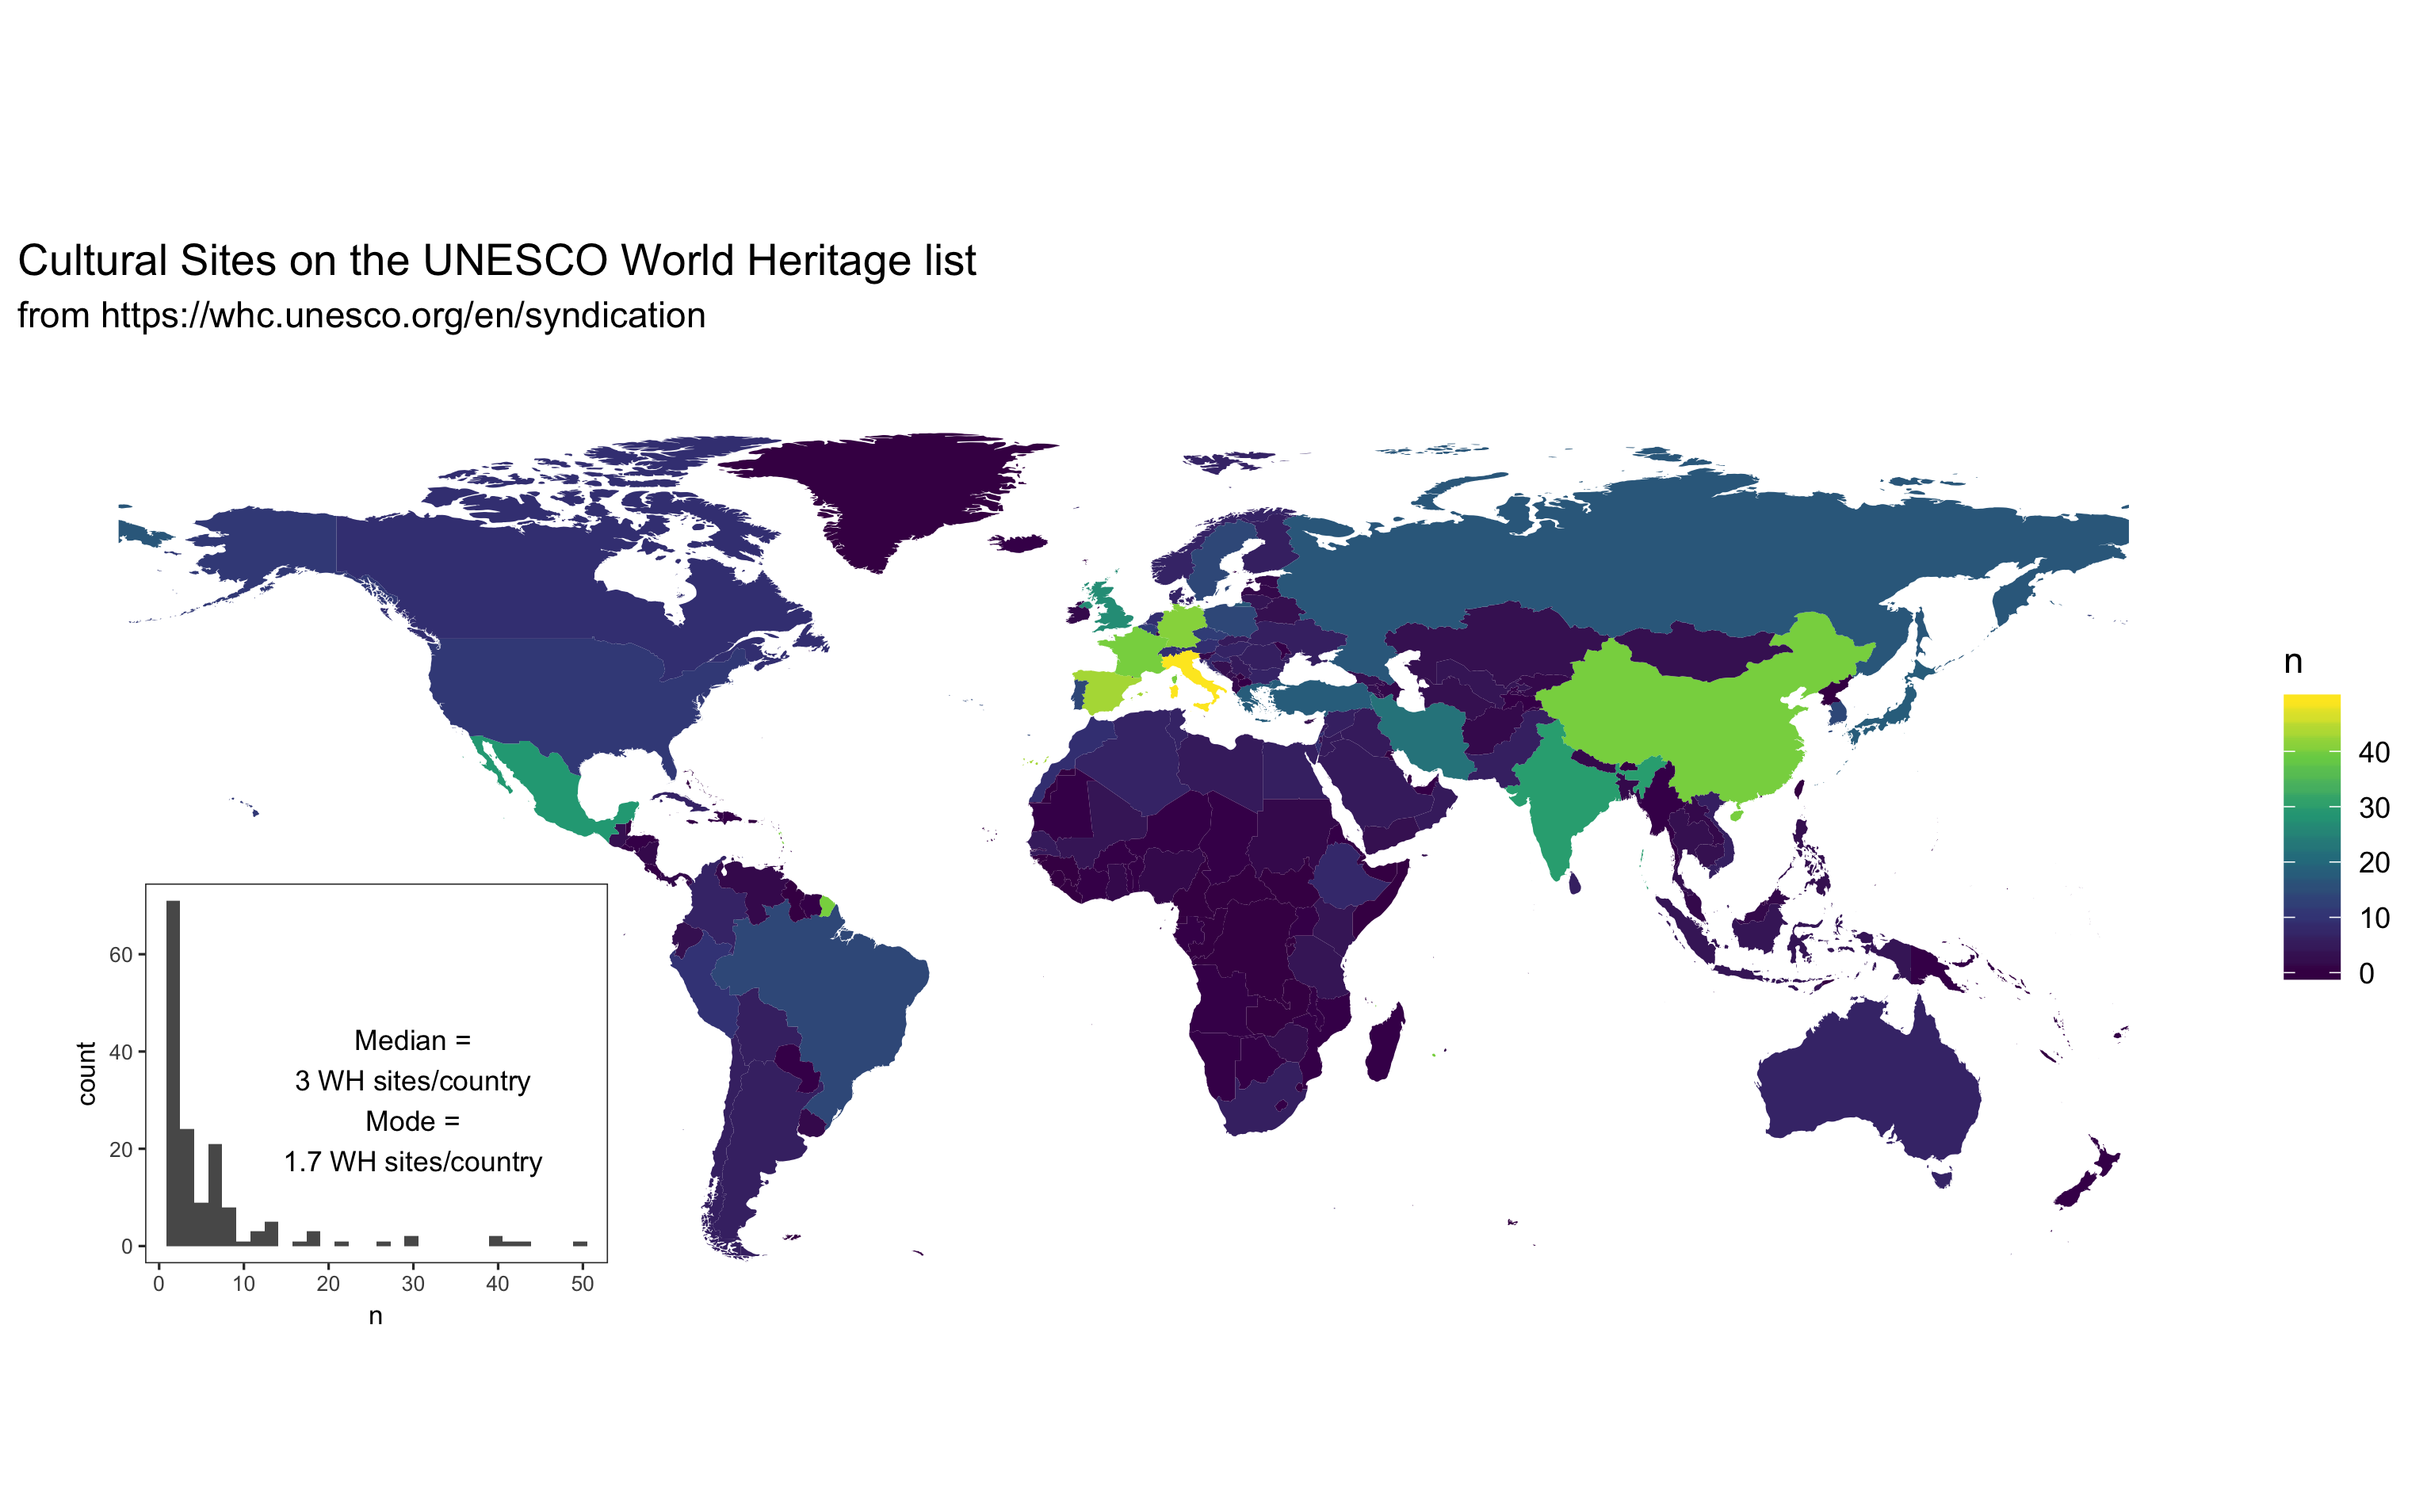 Cultural Sites on the UNESCO World Heritage list
from https://whc.unesco.org/en/syndication
n
40
30
20
10
0
count
60
40
20
0
Median =
3 WH sites/country
Mode =
1.7 WH sites/country
0 10 20 30 40 50
n